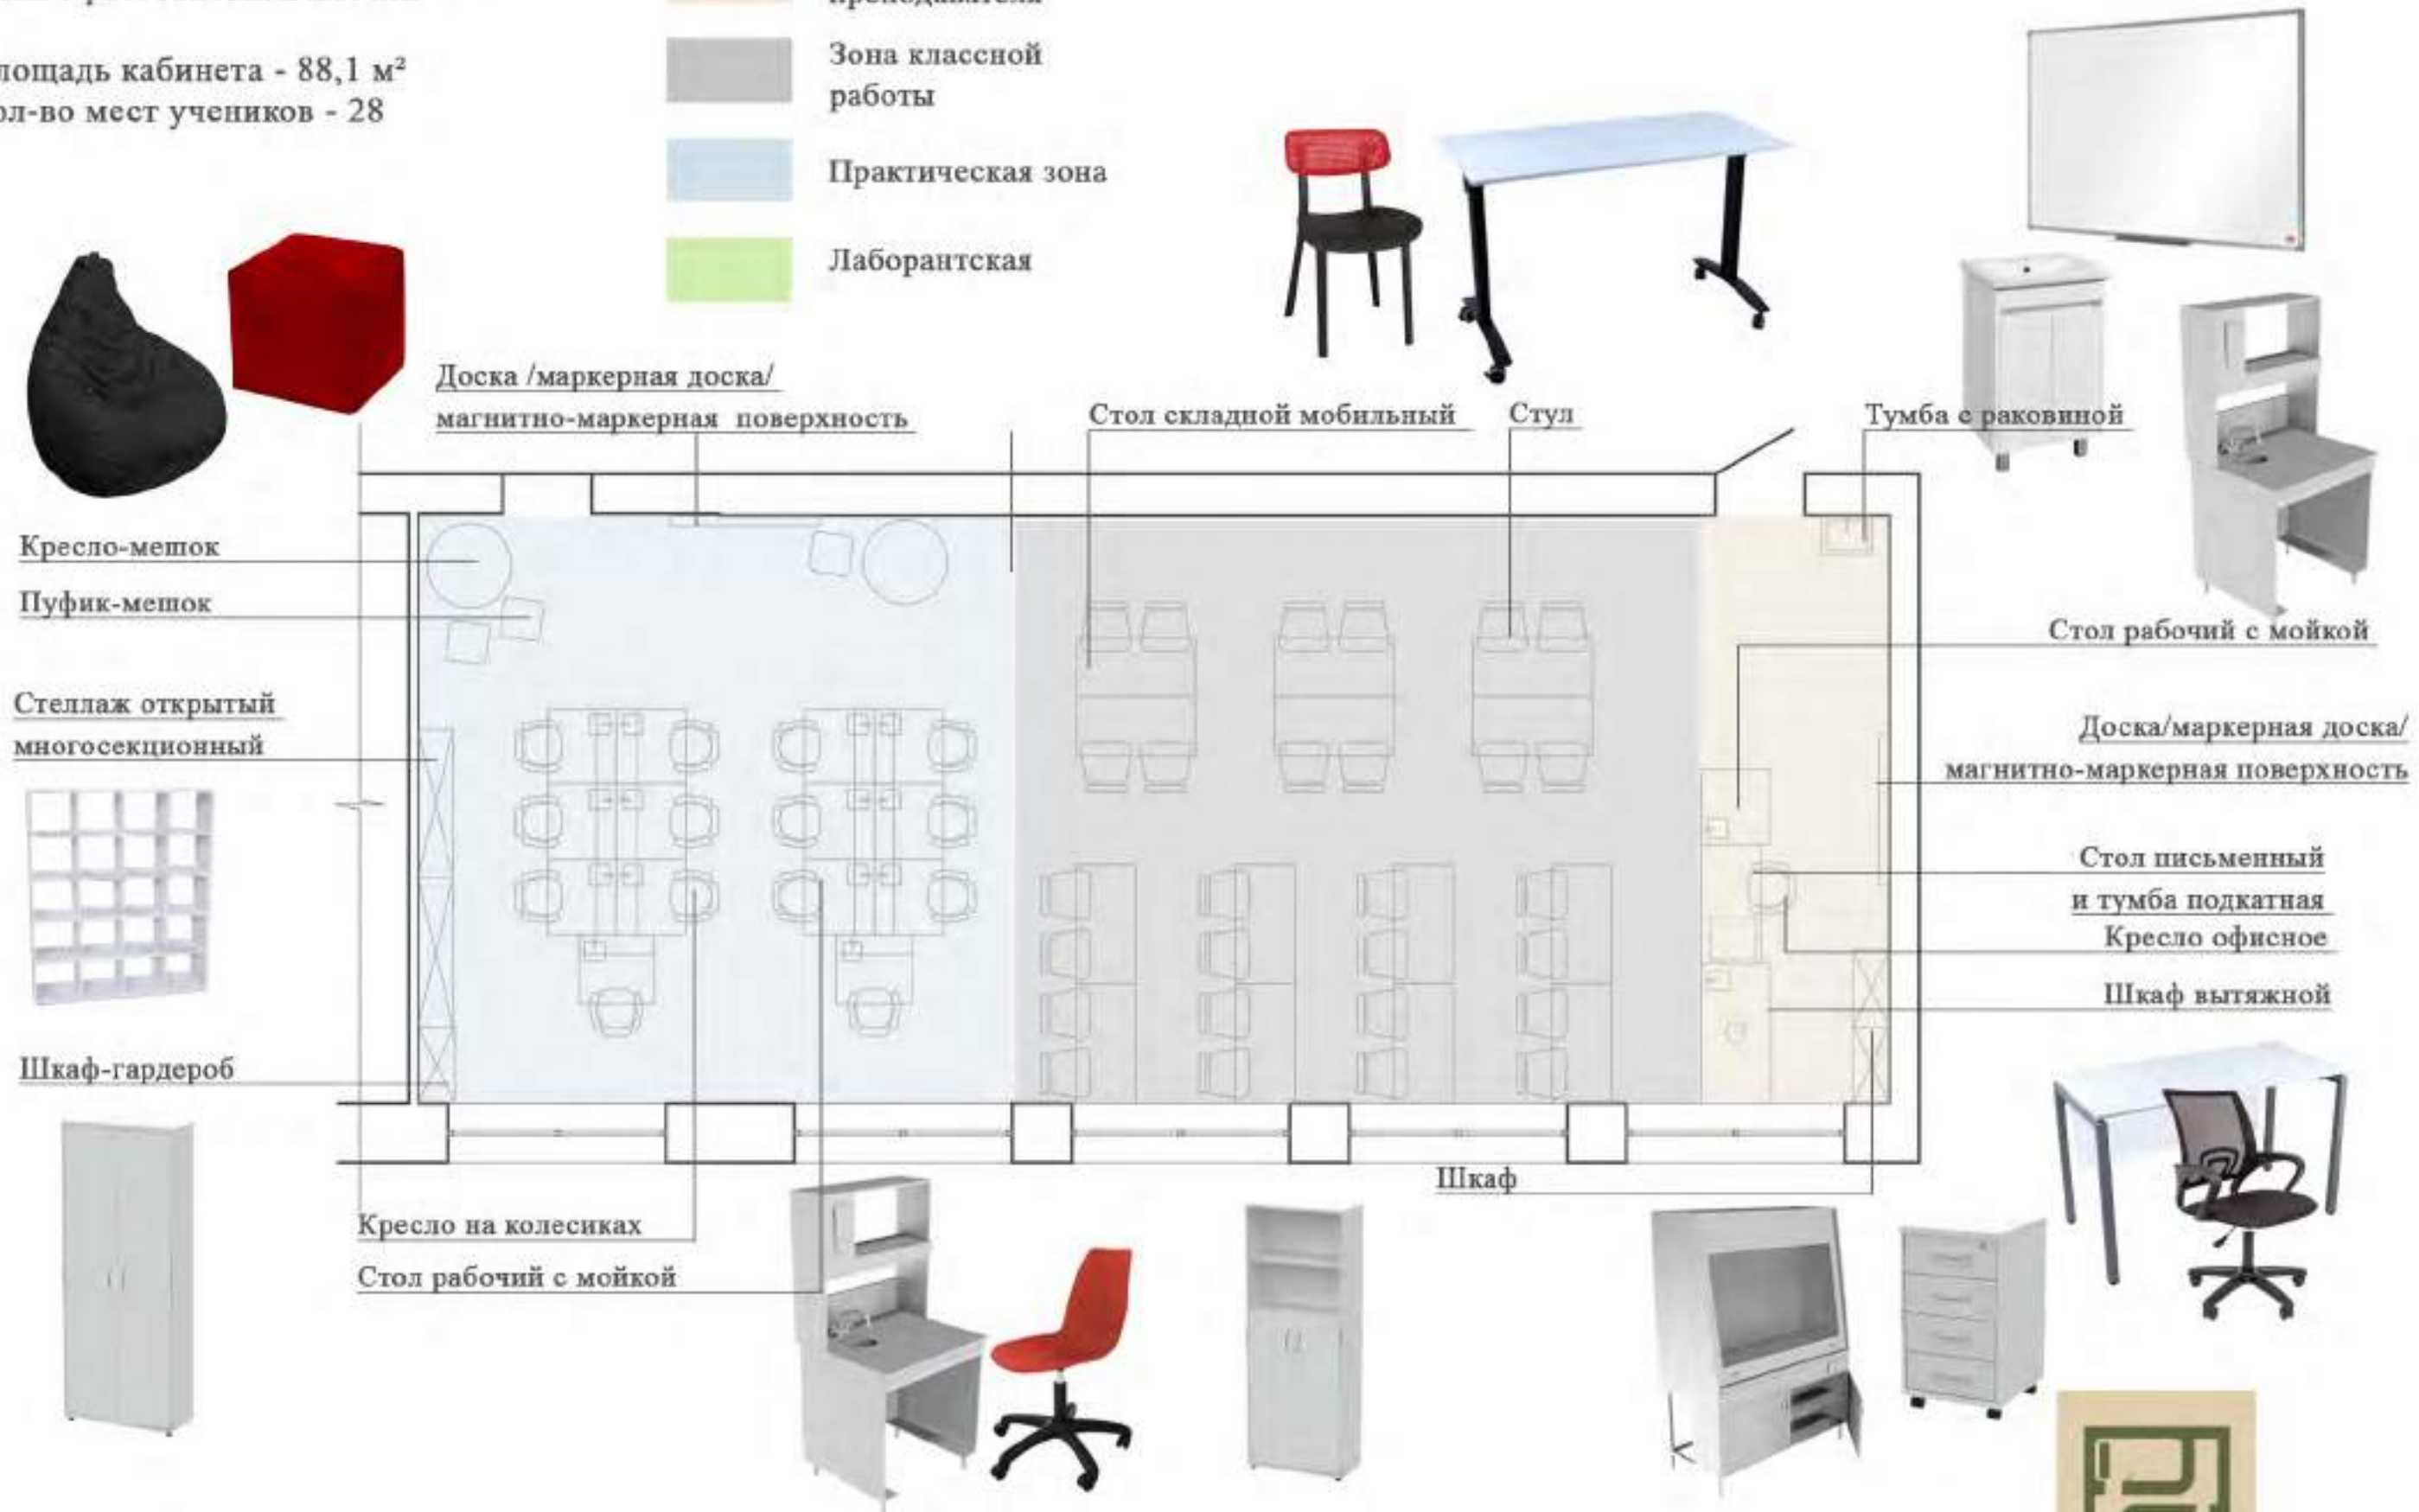 лощадь кабинета - 88,1 м²
ол-во мест учеников - 28
Зона классной
работы
Практическая зона
Лаборантская
Доска /маркерная доска/
магнитно-маркерная поверхность
Стол складной мобильный
Стул
Тумба с раковиной
Кресло-мешок
Пуфик-мешок
Стеллаж открытый
многосекционный
Шкаф-гардероб
Стол рабочий с мойкой
Доска/маркерная доска/
магнитно-маркерная поверхность
Стол письменный
и тумба подкатная
Кресло офисное
Шкаф вытяжной
Шкаф
Кресло на колесиках
Стол рабочий с мойкой